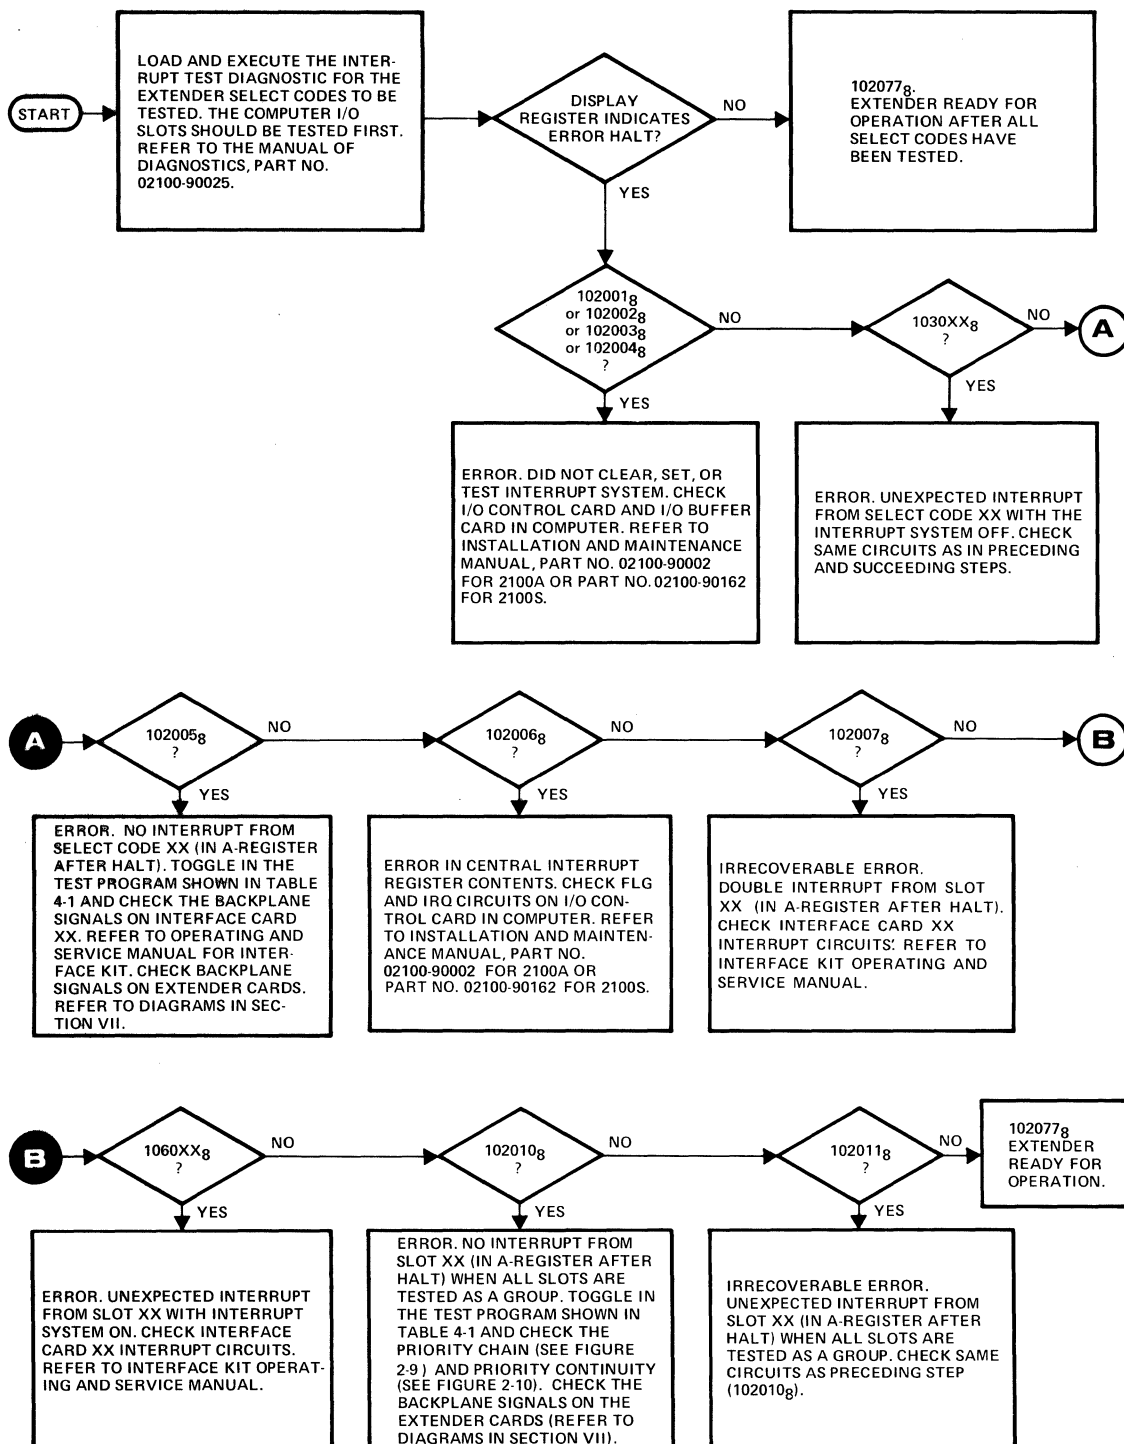 START
LOAD AND EXECUTE THE INTER-
RUPT TEST DIAGNOSTIC FOR THE
EXTENDER SELECT CODES TO BE
TESTED. THE COMPUTER I/O
SLOTS SHOULD BE TESTED FIRST.
REFER TO THE MANUAL OF
DIAGNOSTICS, PART NO.
02100-90025.
DISPLAY
REGISTER INDICATES
ERROR HALT?
NO
YES
102077₈.
EXTENDER READY FOR
OPERATION AFTER ALL
SELECT CODES HAVE
BEEN TESTED.
102001₈
or 102002₈
or 102003₈
or 102004₈
?
NO
YES
1030XX₈
?
NO
YES
A
ERROR. DID NOT CLEAR, SET, OR
TEST INTERRUPT SYSTEM. CHECK
I/O CONTROL CARD AND I/O BUFFER
CARD IN COMPUTER. REFER TO
INSTALLATION AND MAINTENANCE
MANUAL, PART NO. 02100-90002
FOR 2100A OR PART NO. 02100-90162
FOR 2100S.
ERROR. UNEXPECTED INTERRUPT
FROM SELECT CODE XX WITH THE
INTERRUPT SYSTEM OFF. CHECK
SAME CIRCUITS AS IN PRECEDING
AND SUCCEEDING STEPS.
A
102005₈
?
NO
YES
102006₈
?
NO
YES
102007₈
?
NO
YES
B
ERROR. NO INTERRUPT FROM
SELECT CODE XX (IN A-REGISTER
AFTER HALT). TOGGLE IN THE
TEST PROGRAM SHOWN IN TABLE
4-1 AND CHECK THE BACKPLANE
SIGNALS ON INTERFACE CARD
XX. REFER TO OPERATING AND
SERVICE MANUAL FOR INTER-
FACE KIT. CHECK BACKPLANE
SIGNALS ON EXTENDER CARDS.
REFER TO DIAGRAMS IN SEC-
TION VII.
ERROR IN CENTRAL INTERRUPT
REGISTER CONTENTS. CHECK FLG
AND IRQ CIRCUITS ON I/O CON-
TROL CARD IN COMPUTER. REFER
TO INSTALLATION AND MAINTEN-
ANCE MANUAL, PART NO.
02100-90002 FOR 2100A OR
PART NO. 02100-90162 FOR 2100S.
IRRECOVERABLE ERROR.
DOUBLE INTERRUPT FROM SLOT
XX (IN A-REGISTER AFTER HALT).
CHECK INTERFACE CARD XX
INTERRUPT CIRCUITS. REFER TO
INTERFACE KIT OPERATING AND
SERVICE MANUAL.
B
1060XX₈
?
NO
YES
102010₈
?
NO
YES
102011₈
?
NO
YES
102077₈
EXTENDER
READY FOR
OPERATION.
ERROR. UNEXPECTED INTERRUPT
FROM SLOT XX WITH INTERRUPT
SYSTEM ON. CHECK INTERFACE
CARD XX INTERRUPT CIRCUITS.
REFER TO INTERFACE KIT OPERAT-
ING AND SERVICE MANUAL.
ERROR. NO INTERRUPT FROM
SLOT XX (IN A-REGISTER AFTER
HALT) WHEN ALL SLOTS ARE
TESTED AS A GROUP. TOGGLE IN
THE TEST PROGRAM SHOWN IN
TABLE 4-1 AND CHECK THE
PRIORITY CHAIN (SEE FIGURE
2-9) AND PRIORITY CONTINUITY
(SEE FIGURE 2-10). CHECK THE
BACKPLANE SIGNALS ON THE
EXTENDER CARDS (REFER TO
DIAGRAMS IN SECTION VII).
IRRECOVERABLE ERROR.
UNEXPECTED INTERRUPT FROM
SLOT XX (IN A-REGISTER AFTER
HALT) WHEN ALL SLOTS ARE
TESTED AS A GROUP. CHECK SAME
CIRCUITS AS PRECEDING STEP
(102010₈).